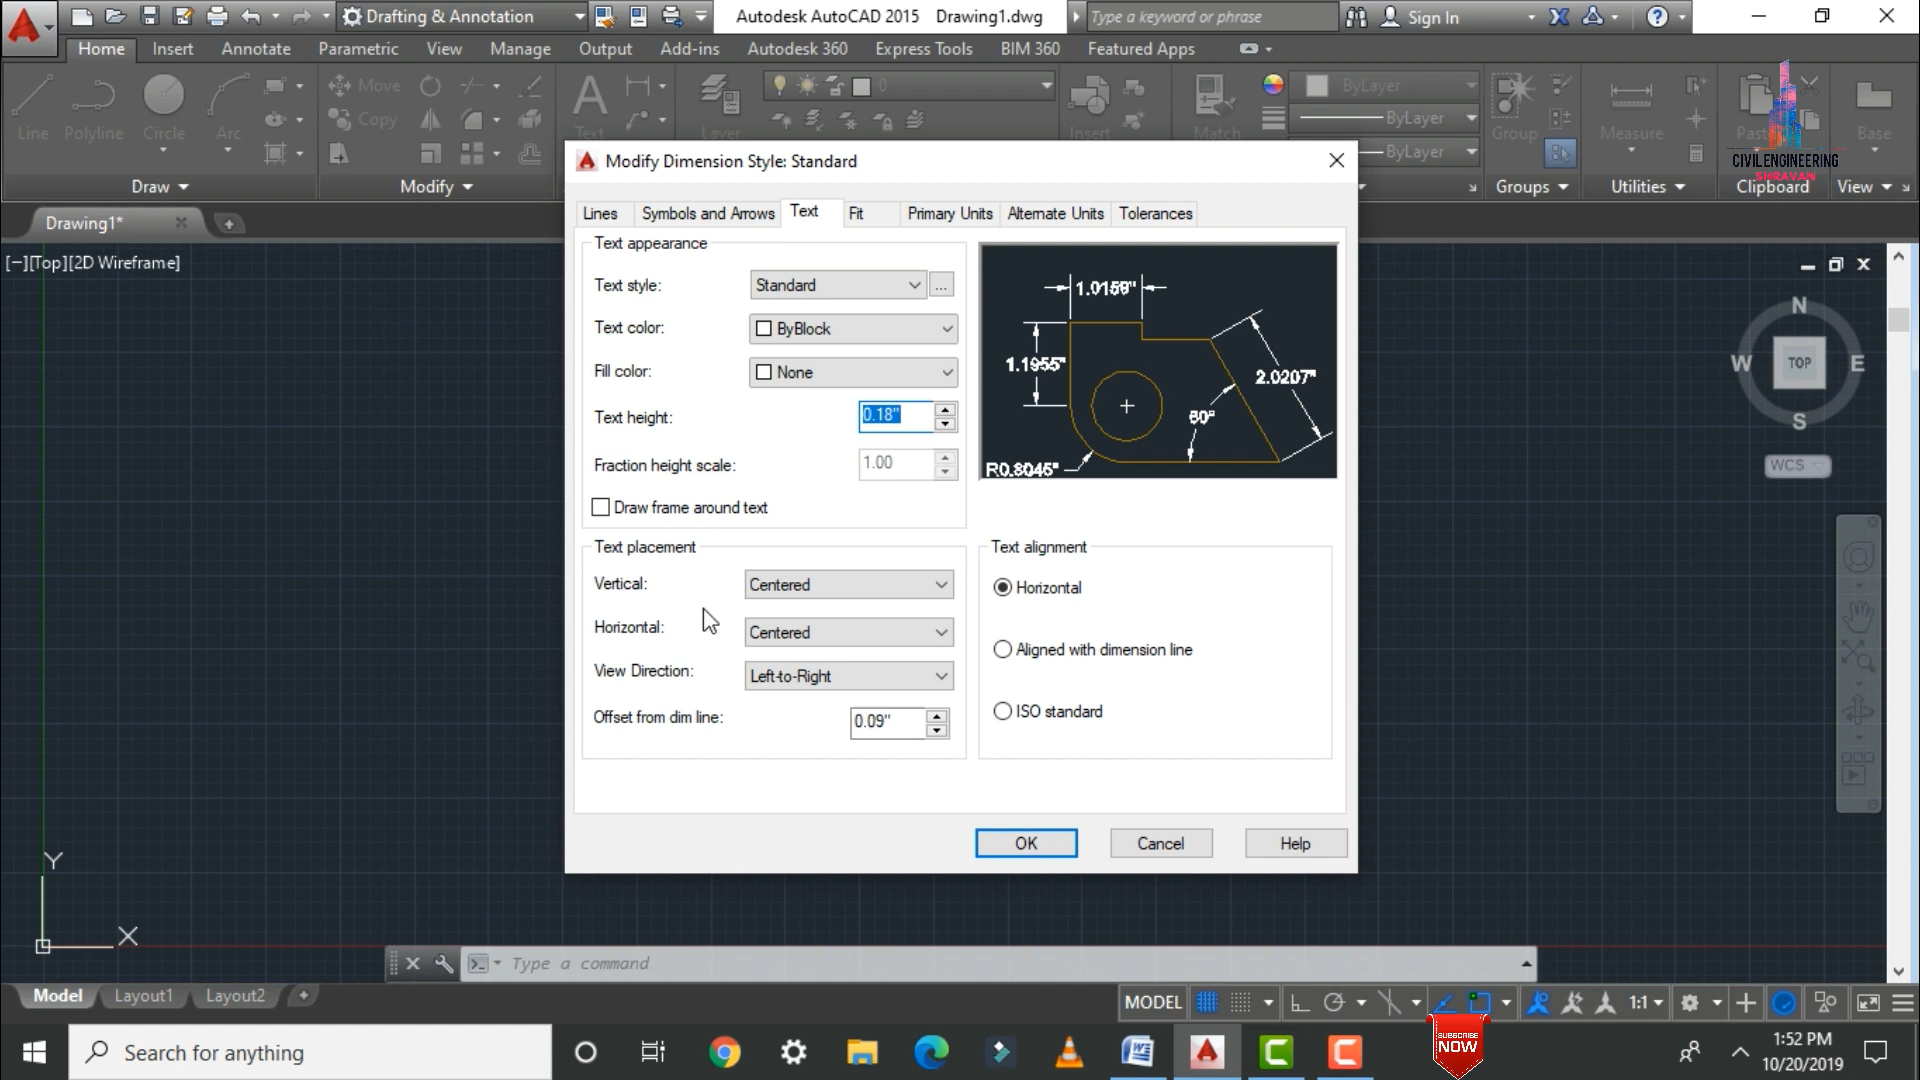 Drafting & Annotation
Autodesk AutoCAD 2015 Drawing1.dwg
Type a keyword or phrase
Sign In
Home Insert Annotate Parametric View Manage Output Add-ins Autodesk 360 Express Tools BIM 360 Featured Apps
Line Polyline Circle Arc
Move
Copy
Text
Layer
0
Insert
Match
ByLayer
ByLayer
ByLayer
Group
Measure
Base
CIVILENGINEERING
SHRAVAN
Draw Modify Groups Utilities Clipboard View
Drawing1*
[−][Top][2D Wireframe]
Modify Dimension Style: Standard
Lines Symbols and Arrows Text Fit Primary Units Alternate Units Tolerances
Text appearance
Text style: Standard ...
Text color: ByBlock
Fill color: None
Text height: 0.18"
Fraction height scale: 1.00
Draw frame around text
1.0159"
1.1955"
2.0207"
60°
R0.8045"
Text placement
Vertical: Centered
Horizontal: Centered
View Direction: Left-to-Right
Offset from dim line: 0.09"
Text alignment
Horizontal
Aligned with dimension line
ISO standard
OK Cancel Help
N
W TOP E
S
WCS
Y
X
Type a command
Model Layout1 Layout2
MODEL 1:1
SUBSCRIBE
NOW
Search for anything
1:52 PM
10/20/2019